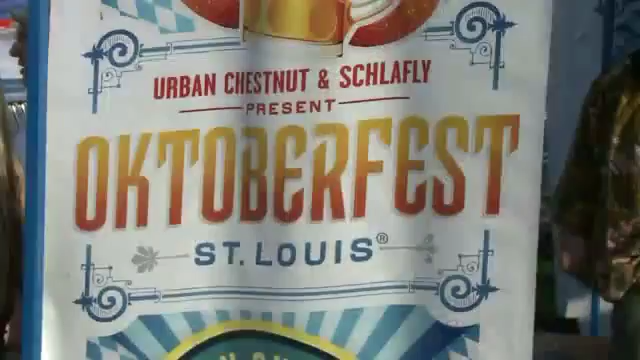 URBAN CHESTNUT & SCHLAFLY
PRESENT
OKTOBERFEST
ST. LOUIS®